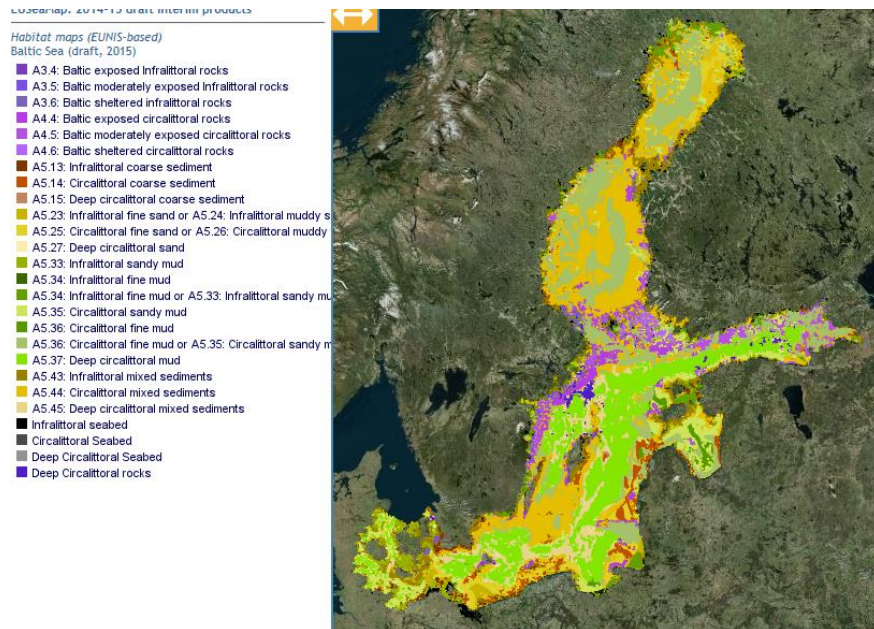 EUSeaMap: 2014-15 draft interim products
Habitat maps (EUNIS-based)
Baltic Sea (draft, 2015)
A3.4: Baltic exposed Infralittoral rocks
A3.5: Baltic moderately exposed Infralittoral rocks
A3.6: Baltic sheltered infralittoral rocks
A4.4: Baltic exposed circalittoral rocks
A4.5: Baltic moderately exposed circalittoral rocks
A4.6: Baltic sheltered circalittoral rocks
A5.13: Infralittoral coarse sediment
A5.14: Circalittoral coarse sediment
A5.15: Deep circalittoral coarse sediment
A5.23: Infralittoral fine sand or A5.24: Infralittoral muddy s
A5.25: Circalittoral fine sand or A5.26: Circalittoral muddy
A5.27: Deep circalittoral sand
A5.33: Infralittoral sandy mud
A5.34: Infralittoral fine mud
A5.34: Infralittoral fine mud or A5.33: Infralittoral sandy mu
A5.35: Circalittoral sandy mud
A5.36: Circalittoral fine mud
A5.36: Circalittoral fine mud or A5.35: Circalittoral sandy m
A5.37: Deep circalittoral mud
A5.43: Infralittoral mixed sediments
A5.44: Circalittoral mixed sediments
A5.45: Deep circalittoral mixed sediments
Infralittoral seabed
Circalittoral Seabed
Deep Circalittoral Seabed
Deep Circalittoral rocks